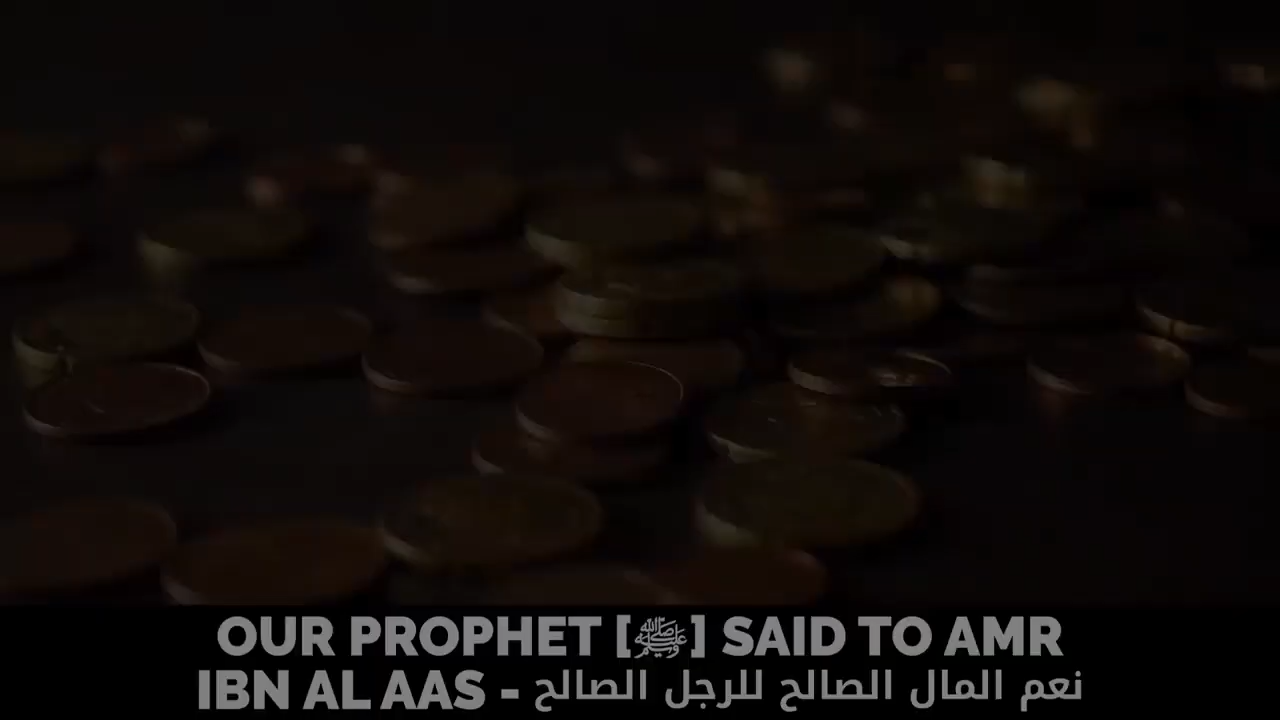 OUR PROPHET [ﷺ] SAID TO AMR
IBN AL AAS - نعم المال الصالح للرجل الصالح